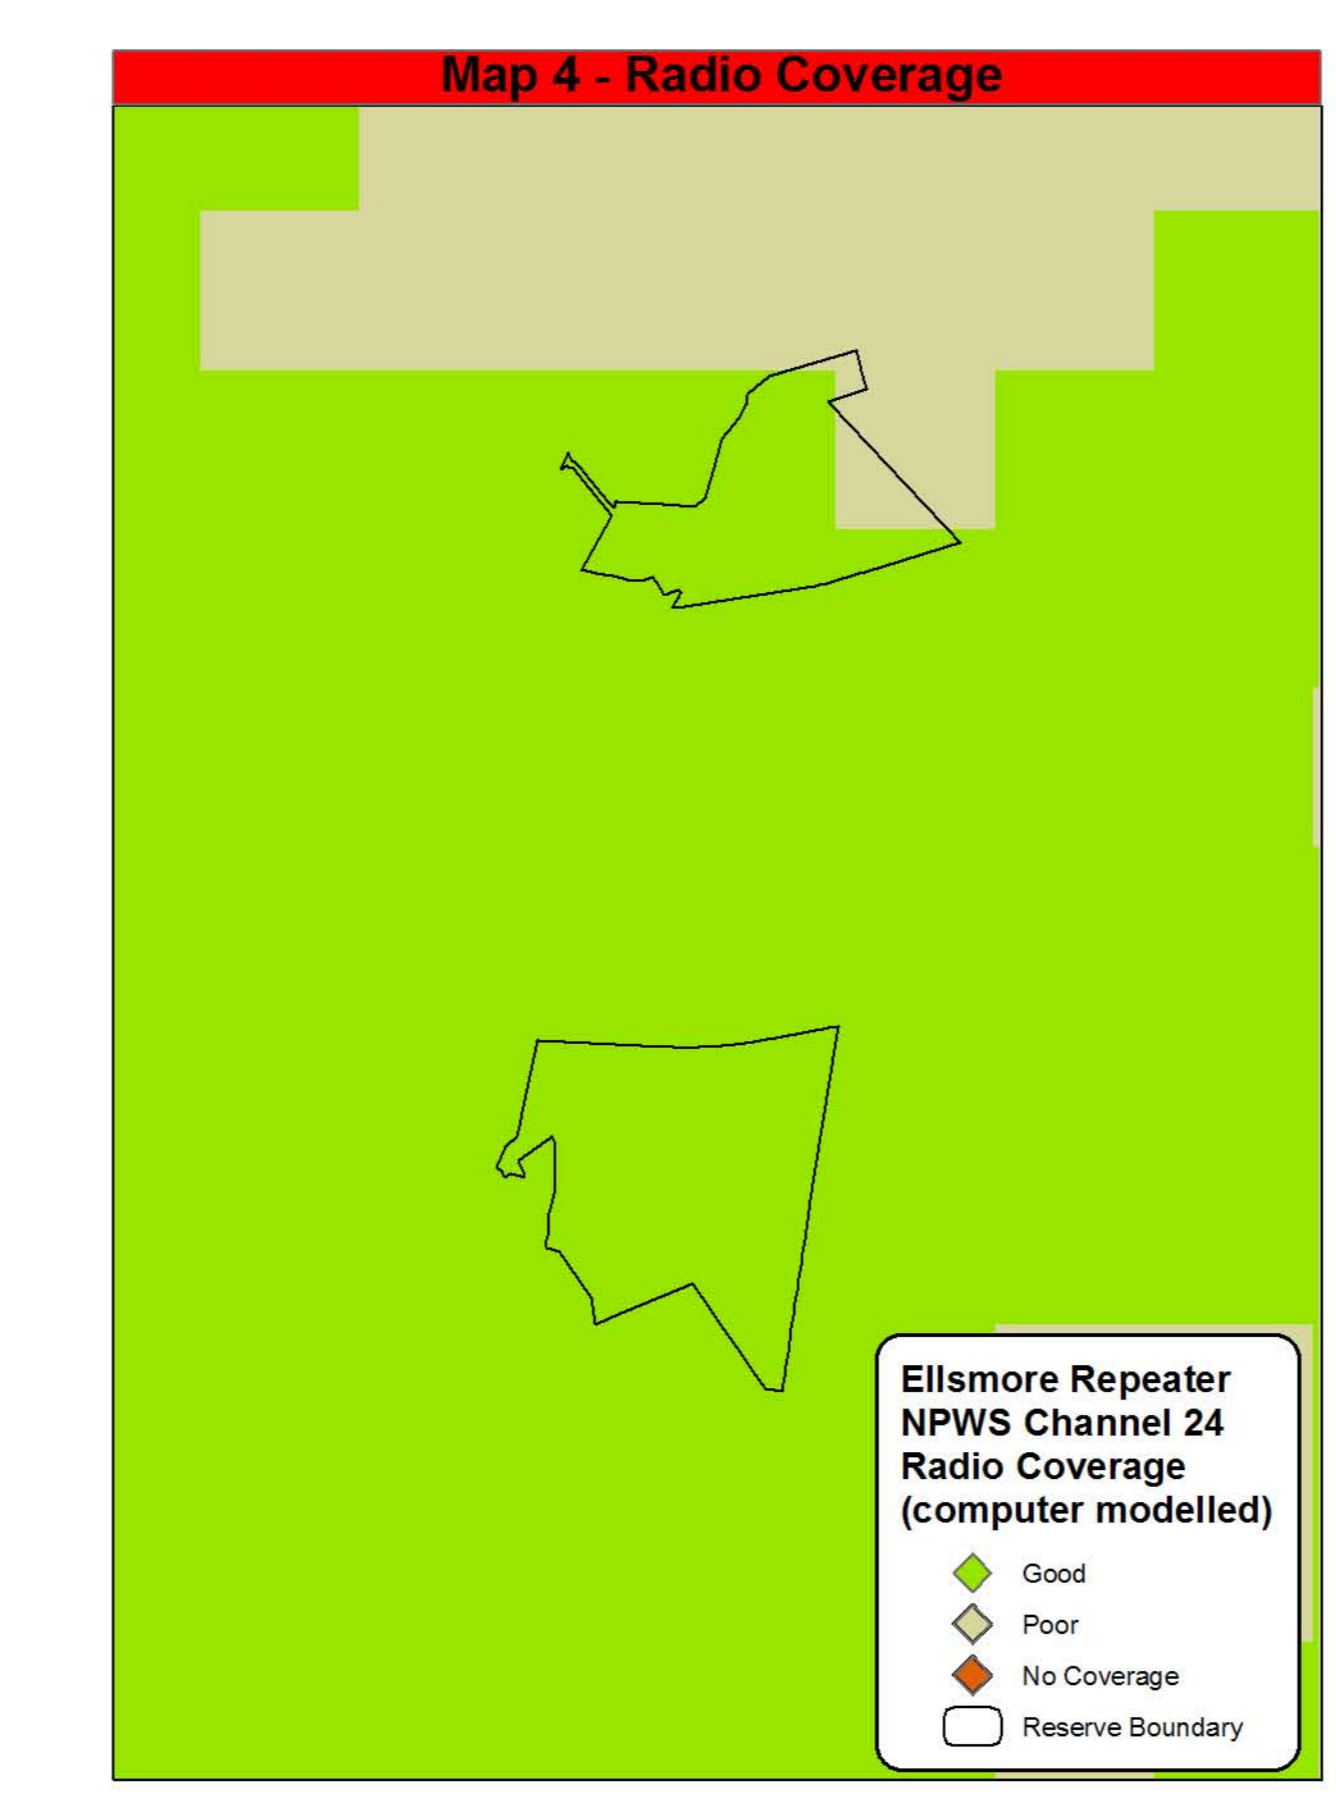 Map 4 - Radio Coverage
Ellsmore Repeater
NPWS Channel 24
Radio Coverage
(computer modelled)
Good
Poor
No Coverage
Reserve Boundary